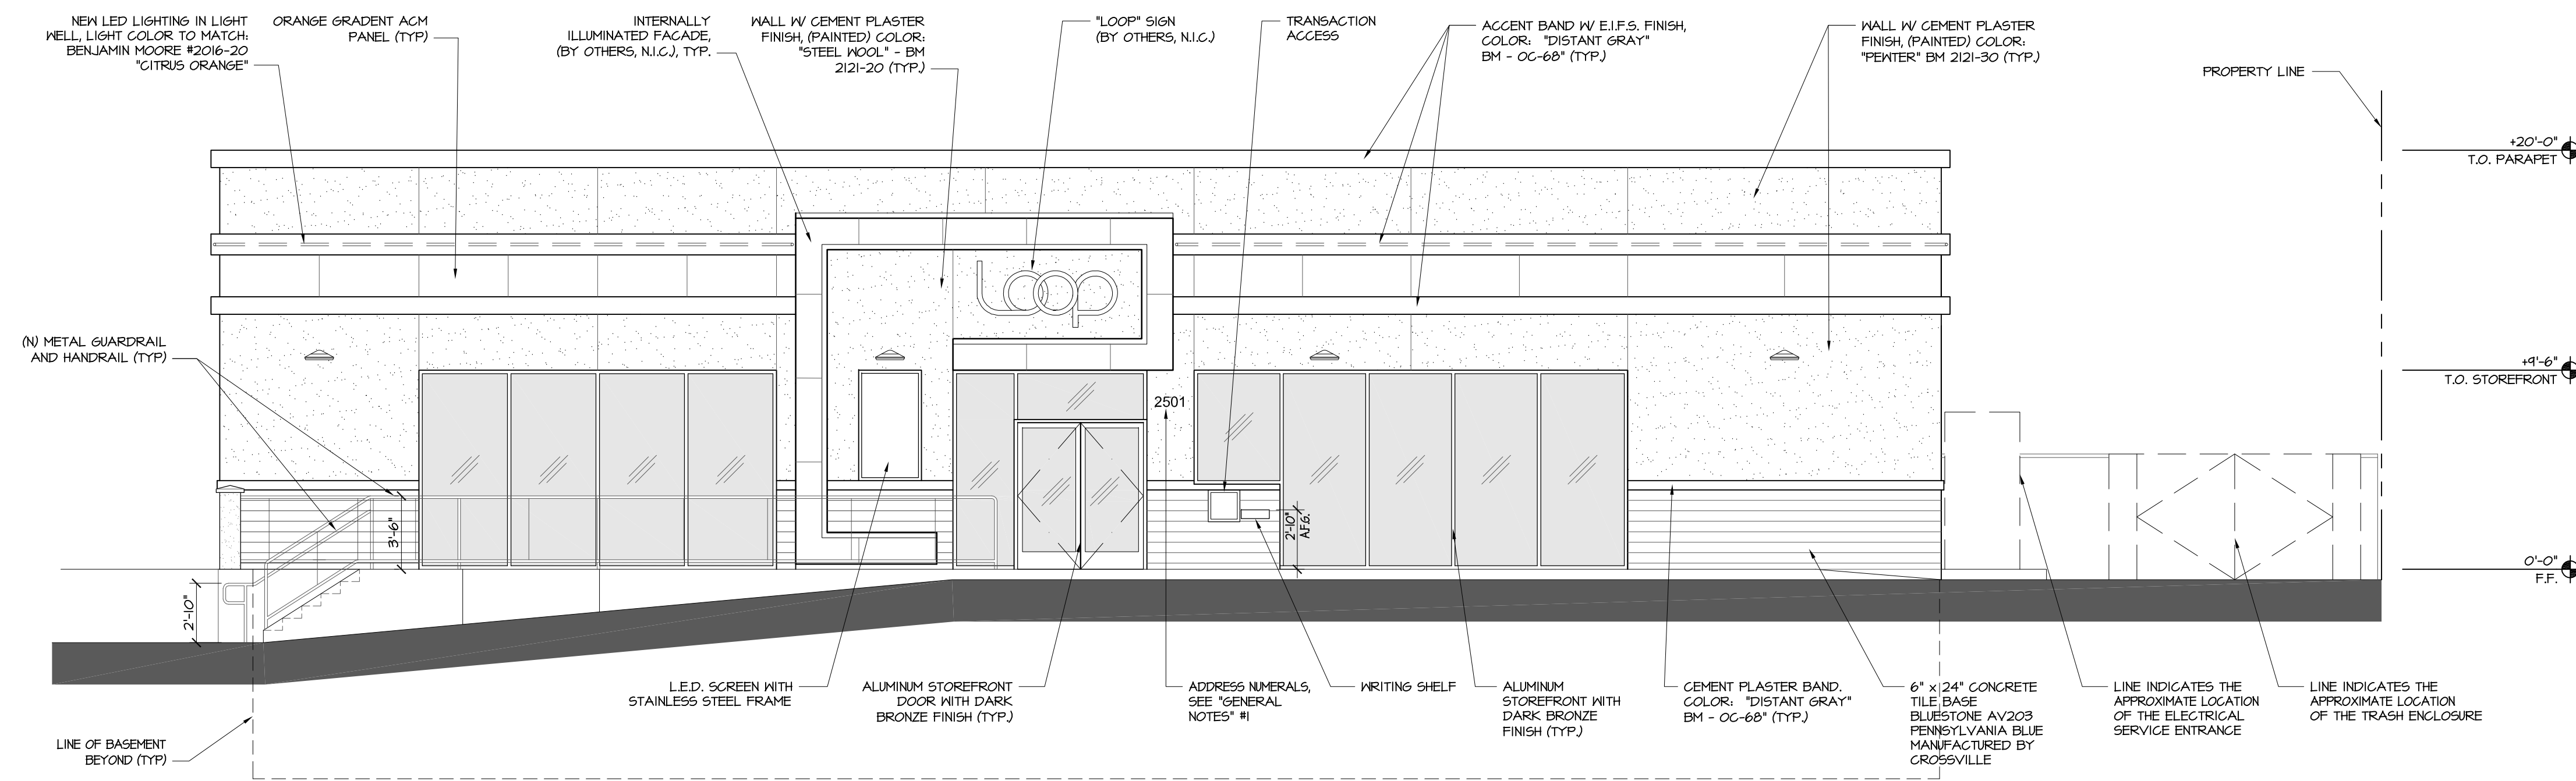 NEW LED LIGHTING IN LIGHT
WELL, LIGHT COLOR TO MATCH:
BENJAMIN MOORE #2016-20
"CITRUS ORANGE"
ORANGE GRADENT ACM
PANEL (TYP)
INTERNALLY
ILLUMINATED FACADE,
(BY OTHERS, N.I.C.), TYP.
WALL W/ CEMENT PLASTER
FINISH, (PAINTED) COLOR:
"STEEL WOOL" - BM
2121-20 (TYP.)
"LOOP" SIGN
(BY OTHERS, N.I.C.)
TRANSACTION
ACCESS
ACCENT BAND W/ E.I.F.S. FINISH,
COLOR: "DISTANT GRAY"
BM - OC-68" (TYP.)
WALL W/ CEMENT PLASTER
FINISH, (PAINTED) COLOR:
"PEWTER" BM 2121-30 (TYP.)
PROPERTY LINE
+20'-0"
T.O. PARAPET
Loop
(N) METAL GUARDRAIL
AND HANDRAIL (TYP)
+9'-6"
T.O. STOREFRONT
2501
3'-6"
2'-10"
A.F.G.
0'-0"
F.F.
2'-10"
L.E.D. SCREEN WITH
STAINLESS STEEL FRAME
ALUMINUM STOREFRONT
DOOR WITH DARK
BRONZE FINISH (TYP.)
ADDRESS NUMERALS,
SEE "GENERAL
NOTES" #1
WRITING SHELF
ALUMINUM
STOREFRONT WITH
DARK BRONZE
FINISH (TYP.)
CEMENT PLASTER BAND.
COLOR: "DISTANT GRAY"
BM - OC-68" (TYP.)
6" x 24" CONCRETE
TILE BASE
BLUESTONE AV203
PENNSYLVANIA BLUE
MANUFACTURED BY
CROSSVILLE
LINE INDICATES THE
APPROXIMATE LOCATION
OF THE ELECTRICAL
SERVICE ENTRANCE
LINE INDICATES THE
APPROXIMATE LOCATION
OF THE TRASH ENCLOSURE
LINE OF BASEMENT
BEYOND (TYP)